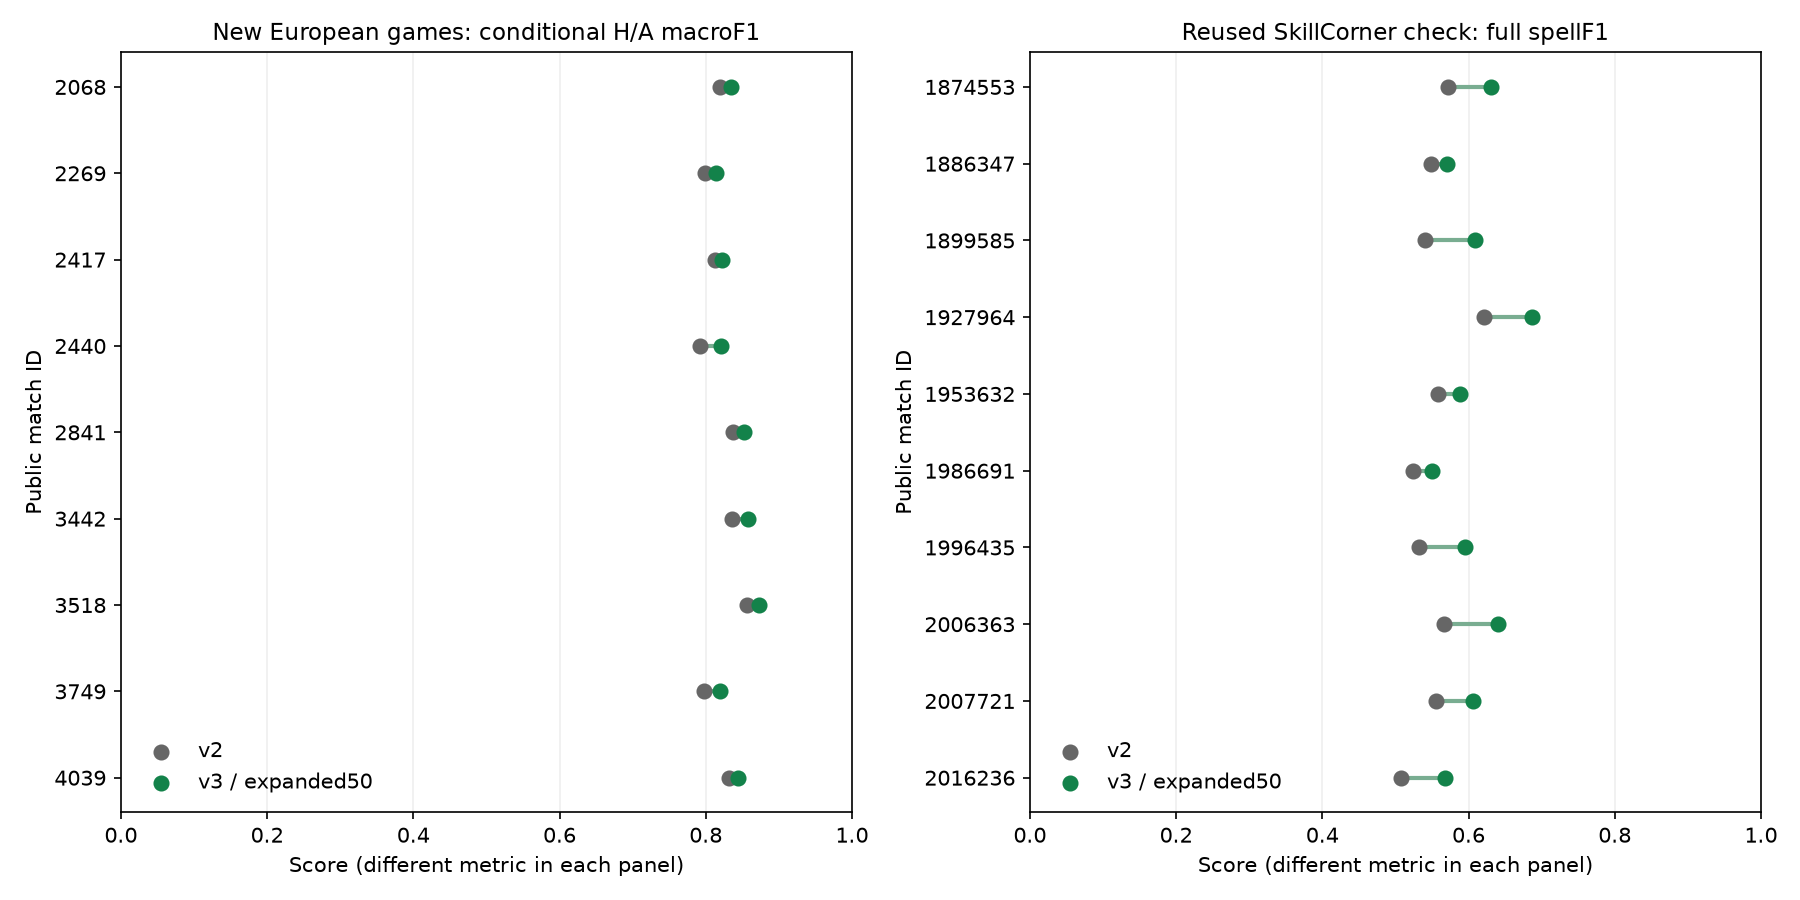 New European games: conditional H/A macroF1
Public match ID
2068
2269
2417
2440
2841
3442
3518
3749
4039
v2
v3 / expanded50
0.0 0.2 0.4 0.6 0.8 1.0
Score (different metric in each panel)
Reused SkillCorner check: full spellF1
Public match ID
1874553
1886347
1899585
1927964
1953632
1986691
1996435
2006363
2007721
2016236
v2
v3 / expanded50
0.0 0.2 0.4 0.6 0.8 1.0
Score (different metric in each panel)